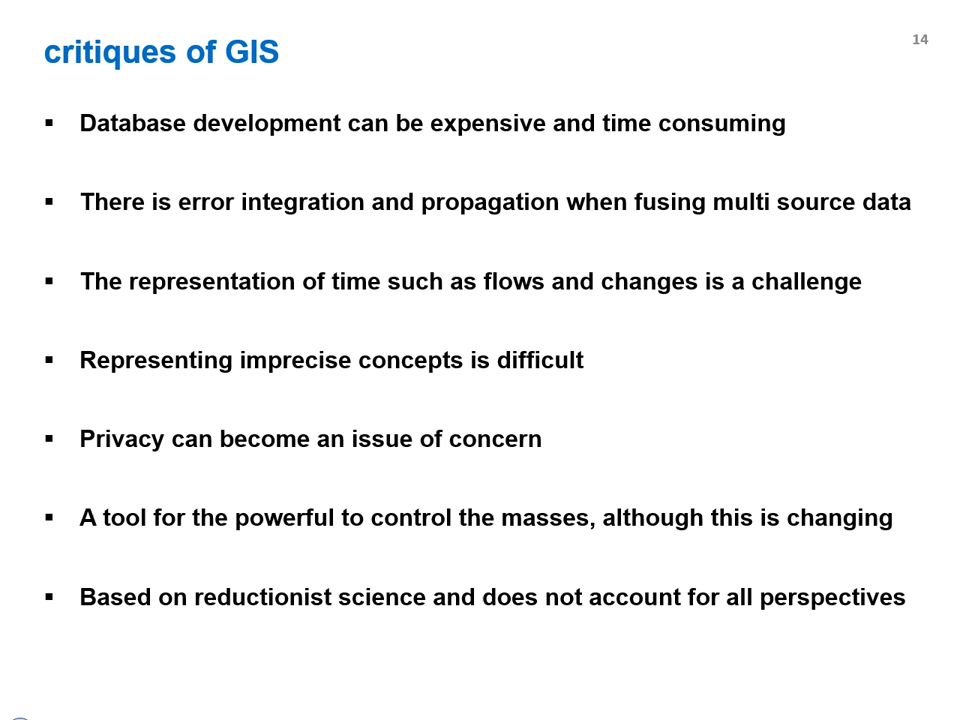 critiques of GIS
14
▪ Database development can be expensive and time consuming
▪ There is error integration and propagation when fusing multi source data
▪ The representation of time such as flows and changes is a challenge
▪ Representing imprecise concepts is difficult
▪ Privacy can become an issue of concern
▪ A tool for the powerful to control the masses, although this is changing
▪ Based on reductionist science and does not account for all perspectives